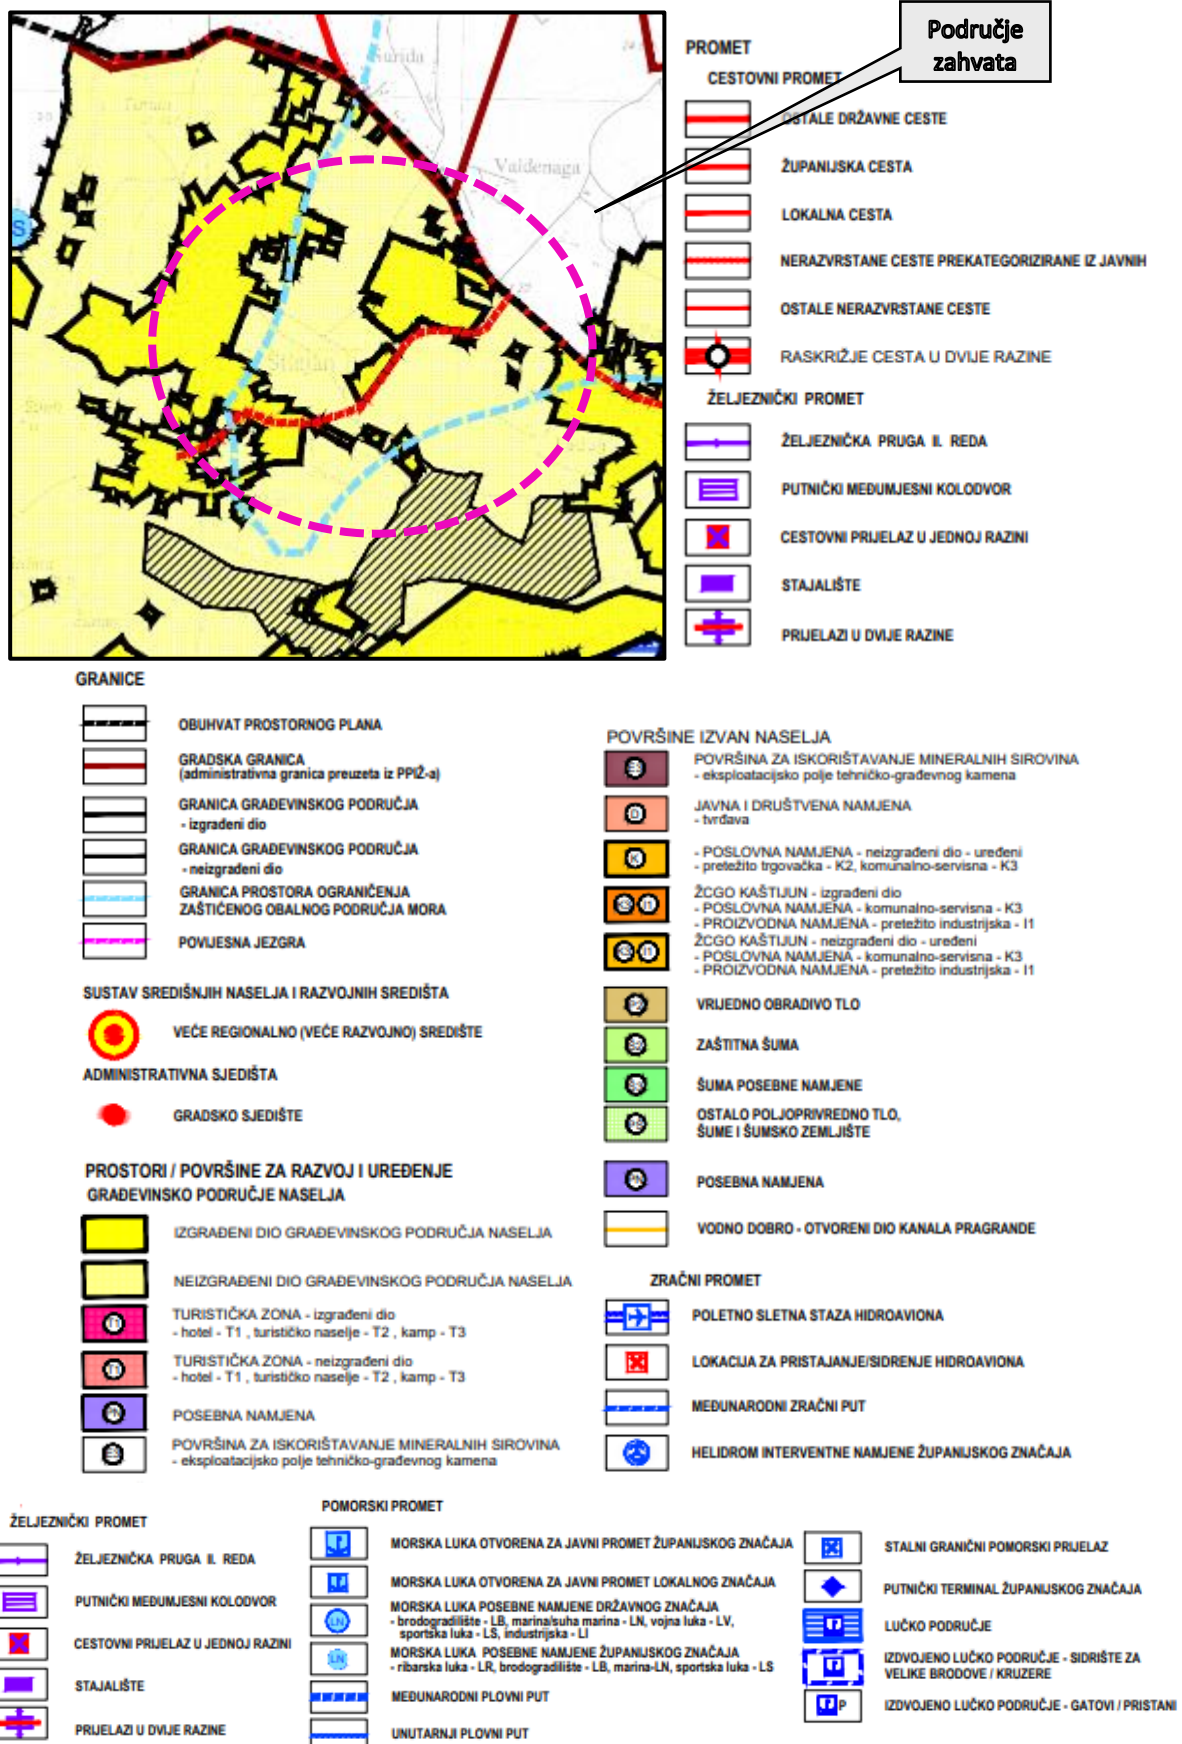 Područje
zahvata
Šurida
Vaidenaga
Štinjan
S
PROMET
CESTOVNI PROMET
OSTALE DRŽAVNE CESTE
ŽUPANIJSKA CESTA
LOKALNA CESTA
NERAZVRSTANE CESTE PREKATEGORIZIRANE IZ JAVNIH
OSTALE NERAZVRSTANE CESTE
RASKRIŽJE CESTA U DVIJE RAZINE
ŽELJEZNIČKI PROMET
ŽELJEZNIČKA PRUGA II. REDA
PUTNIČKI MEĐUMJESNI KOLODVOR
CESTOVNI PRIJELAZ U JEDNOJ RAZINI
STAJALIŠTE
PRIJELAZI U DVIJE RAZINE
GRANICE
OBUHVAT PROSTORNOG PLANA
GRADSKA GRANICA
(administrativna granica preuzeta iz PPIŽ-a)
GRANICA GRAĐEVINSKOG PODRUČJA
- izgrađeni dio
GRANICA GRAĐEVINSKOG PODRUČJA
- neizgrađeni dio
GRANICA PROSTORA OGRANIČENJA
ZAŠTIĆENOG OBALNOG PODRUČJA MORA
POVIJESNA JEZGRA
SUSTAV SREDIŠNJIH NASELJA I RAZVOJNIH SREDIŠTA
VEĆE REGIONALNO (VEĆE RAZVOJNO) SREDIŠTE
ADMINISTRATIVNA SJEDIŠTA
GRADSKO SJEDIŠTE
PROSTORI / POVRŠINE ZA RAZVOJ I UREĐENJE
GRAĐEVINSKO PODRUČJE NASELJA
IZGRAĐENI DIO GRAĐEVINSKOG PODRUČJA NASELJA
NEIZGRAĐENI DIO GRAĐEVINSKOG PODRUČJA NASELJA
T1
TURISTIČKA ZONA - izgrađeni dio
- hotel - T1 , turističko naselje - T2 , kamp - T3
T1
TURISTIČKA ZONA - neizgrađeni dio
- hotel - T1 , turističko naselje - T2 , kamp - T3
PN
POSEBNA NAMJENA
E3
POVRŠINA ZA ISKORIŠTAVANJE MINERALNIH SIROVINA
- eksploatacijsko polje tehničko-građevnog kamena
POVRŠINE IZVAN NASELJA
E3
POVRŠINA ZA ISKORIŠTAVANJE MINERALNIH SIROVINA
- eksploatacijsko polje tehničko-građevnog kamena
D
JAVNA I DRUŠTVENA NAMJENA
- tvrđava
K
- POSLOVNA NAMJENA - neizgrađeni dio - uređeni
- pretežito trgovačka - K2, komunalno-servisna - K3
K3 I1
ŽCGO KAŠTIJUN - izgrađeni dio
- POSLOVNA NAMJENA - komunalno-servisna - K3
- PROIZVODNA NAMJENA - pretežito industrijska - I1
K3 I1
ŽCGO KAŠTIJUN - neizgrađeni dio - uređeni
- POSLOVNA NAMJENA - komunalno-servisna - K3
- PROIZVODNA NAMJENA - pretežito industrijska - I1
VRIJEDNO OBRADIVO TLO
ZAŠTITNA ŠUMA
ŠUMA POSEBNE NAMJENE
OSTALO POLJOPRIVREDNO TLO,
ŠUME I ŠUMSKO ZEMLJIŠTE
PN
POSEBNA NAMJENA
VODNO DOBRO - OTVORENI DIO KANALA PRAGRANDE
ZRAČNI PROMET
POLETNO SLETNA STAZA HIDROAVIONA
LOKACIJA ZA PRISTAJANJE/SIDRENJE HIDROAVIONA
MEĐUNARODNI ZRAČNI PUT
HELIDROM INTERVENTNE NAMJENE ŽUPANIJSKOG ZNAČAJA
ŽELJEZNIČKI PROMET
ŽELJEZNIČKA PRUGA II. REDA
PUTNIČKI MEĐUMJESNI KOLODVOR
CESTOVNI PRIJELAZ U JEDNOJ RAZINI
STAJALIŠTE
PRIJELAZI U DVIJE RAZINE
POMORSKI PROMET
MORSKA LUKA OTVORENA ZA JAVNI PROMET ŽUPANIJSKOG ZNAČAJA
MORSKA LUKA OTVORENA ZA JAVNI PROMET LOKALNOG ZNAČAJA
LN
MORSKA LUKA POSEBNE NAMJENE DRŽAVNOG ZNAČAJA
- brodogradilište - LB, marina/suha marina - LN, vojna luka - LV,
sportska luka - LS, industrijska - LI
LN
MORSKA LUKA POSEBNE NAMJENE ŽUPANIJSKOG ZNAČAJA
- ribarska luka - LR, brodogradilište - LB, marina-LN, sportska luka - LS
MEĐUNARODNI PLOVNI PUT
UNUTARNJI PLOVNI PUT
STALNI GRANIČNI POMORSKI PRIJELAZ
PUTNIČKI TERMINAL ŽUPANIJSKOG ZNAČAJA
LUČKO PODRUČJE
IZDVOJENO LUČKO PODRUČJE - SIDRIŠTE ZA
VELIKE BRODOVE / KRUZERE
P
IZDVOJENO LUČKO PODRUČJE - GATOVI / PRISTANI